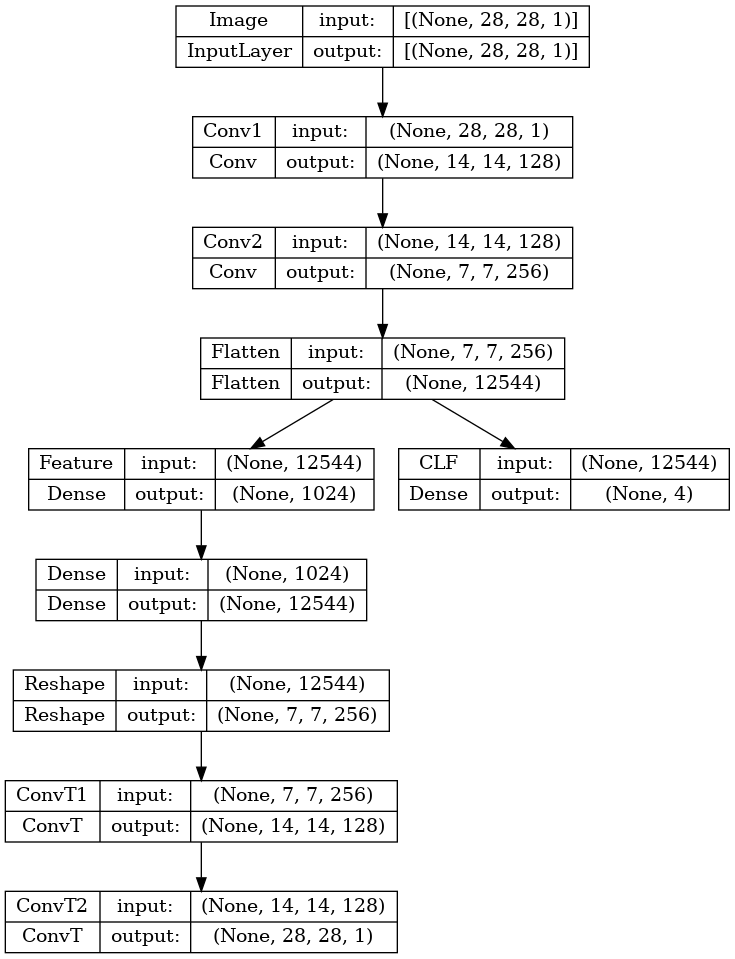 Image input: [(None, 28, 28, 1)]
InputLayer output: [(None, 28, 28, 1)]
Conv1 input: (None, 28, 28, 1)
Conv output: (None, 14, 14, 128)
Conv2 input: (None, 14, 14, 128)
Conv output: (None, 7, 7, 256)
Flatten input: (None, 7, 7, 256)
Flatten output: (None, 12544)
Feature input: (None, 12544)
Dense output: (None, 1024)
CLF input: (None, 12544)
Dense output: (None, 4)
Dense input: (None, 1024)
Dense output: (None, 12544)
Reshape input: (None, 12544)
Reshape output: (None, 7, 7, 256)
ConvT1 input: (None, 7, 7, 256)
ConvT output: (None, 14, 14, 128)
ConvT2 input: (None, 14, 14, 128)
ConvT output: (None, 28, 28, 1)